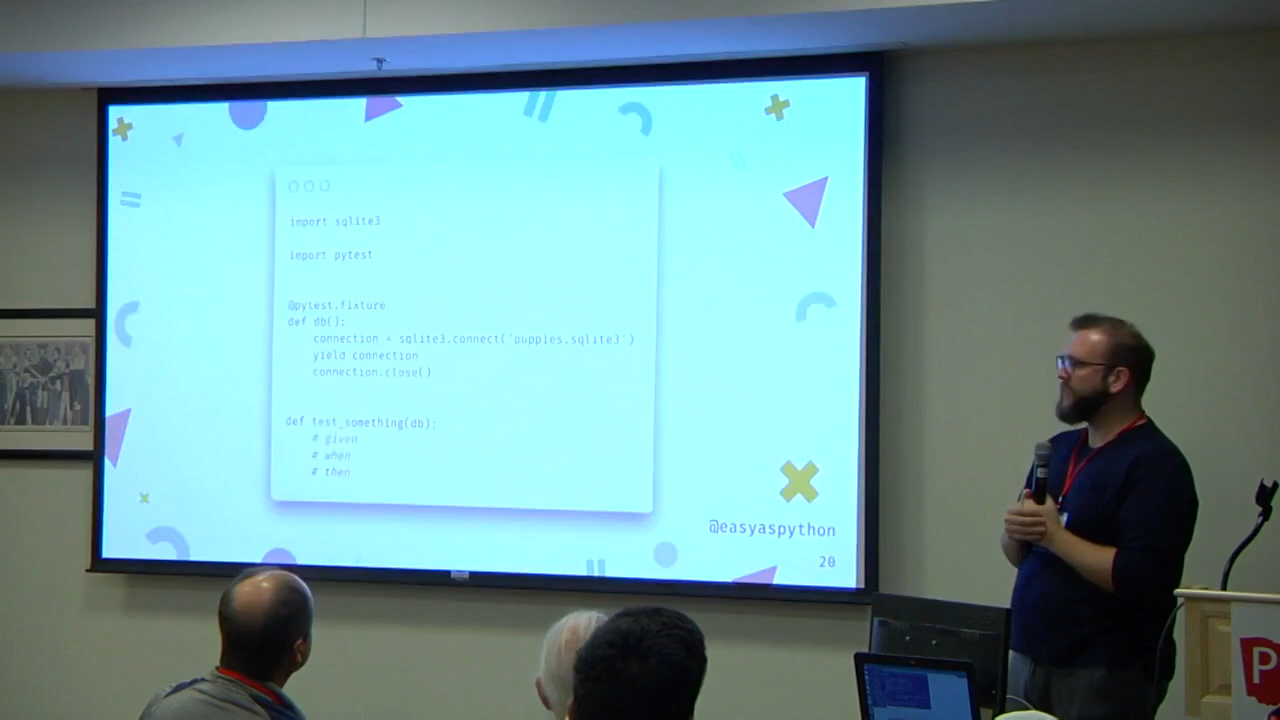 import sqlite3
import pytest
@pytest.fixture
def db():
    connection = sqlite3.connect('puppies.sqlite3')
    yield connection
    connection.close()
def test_something(db):
    # given
    # when
    # then
@easyaspython
20
P